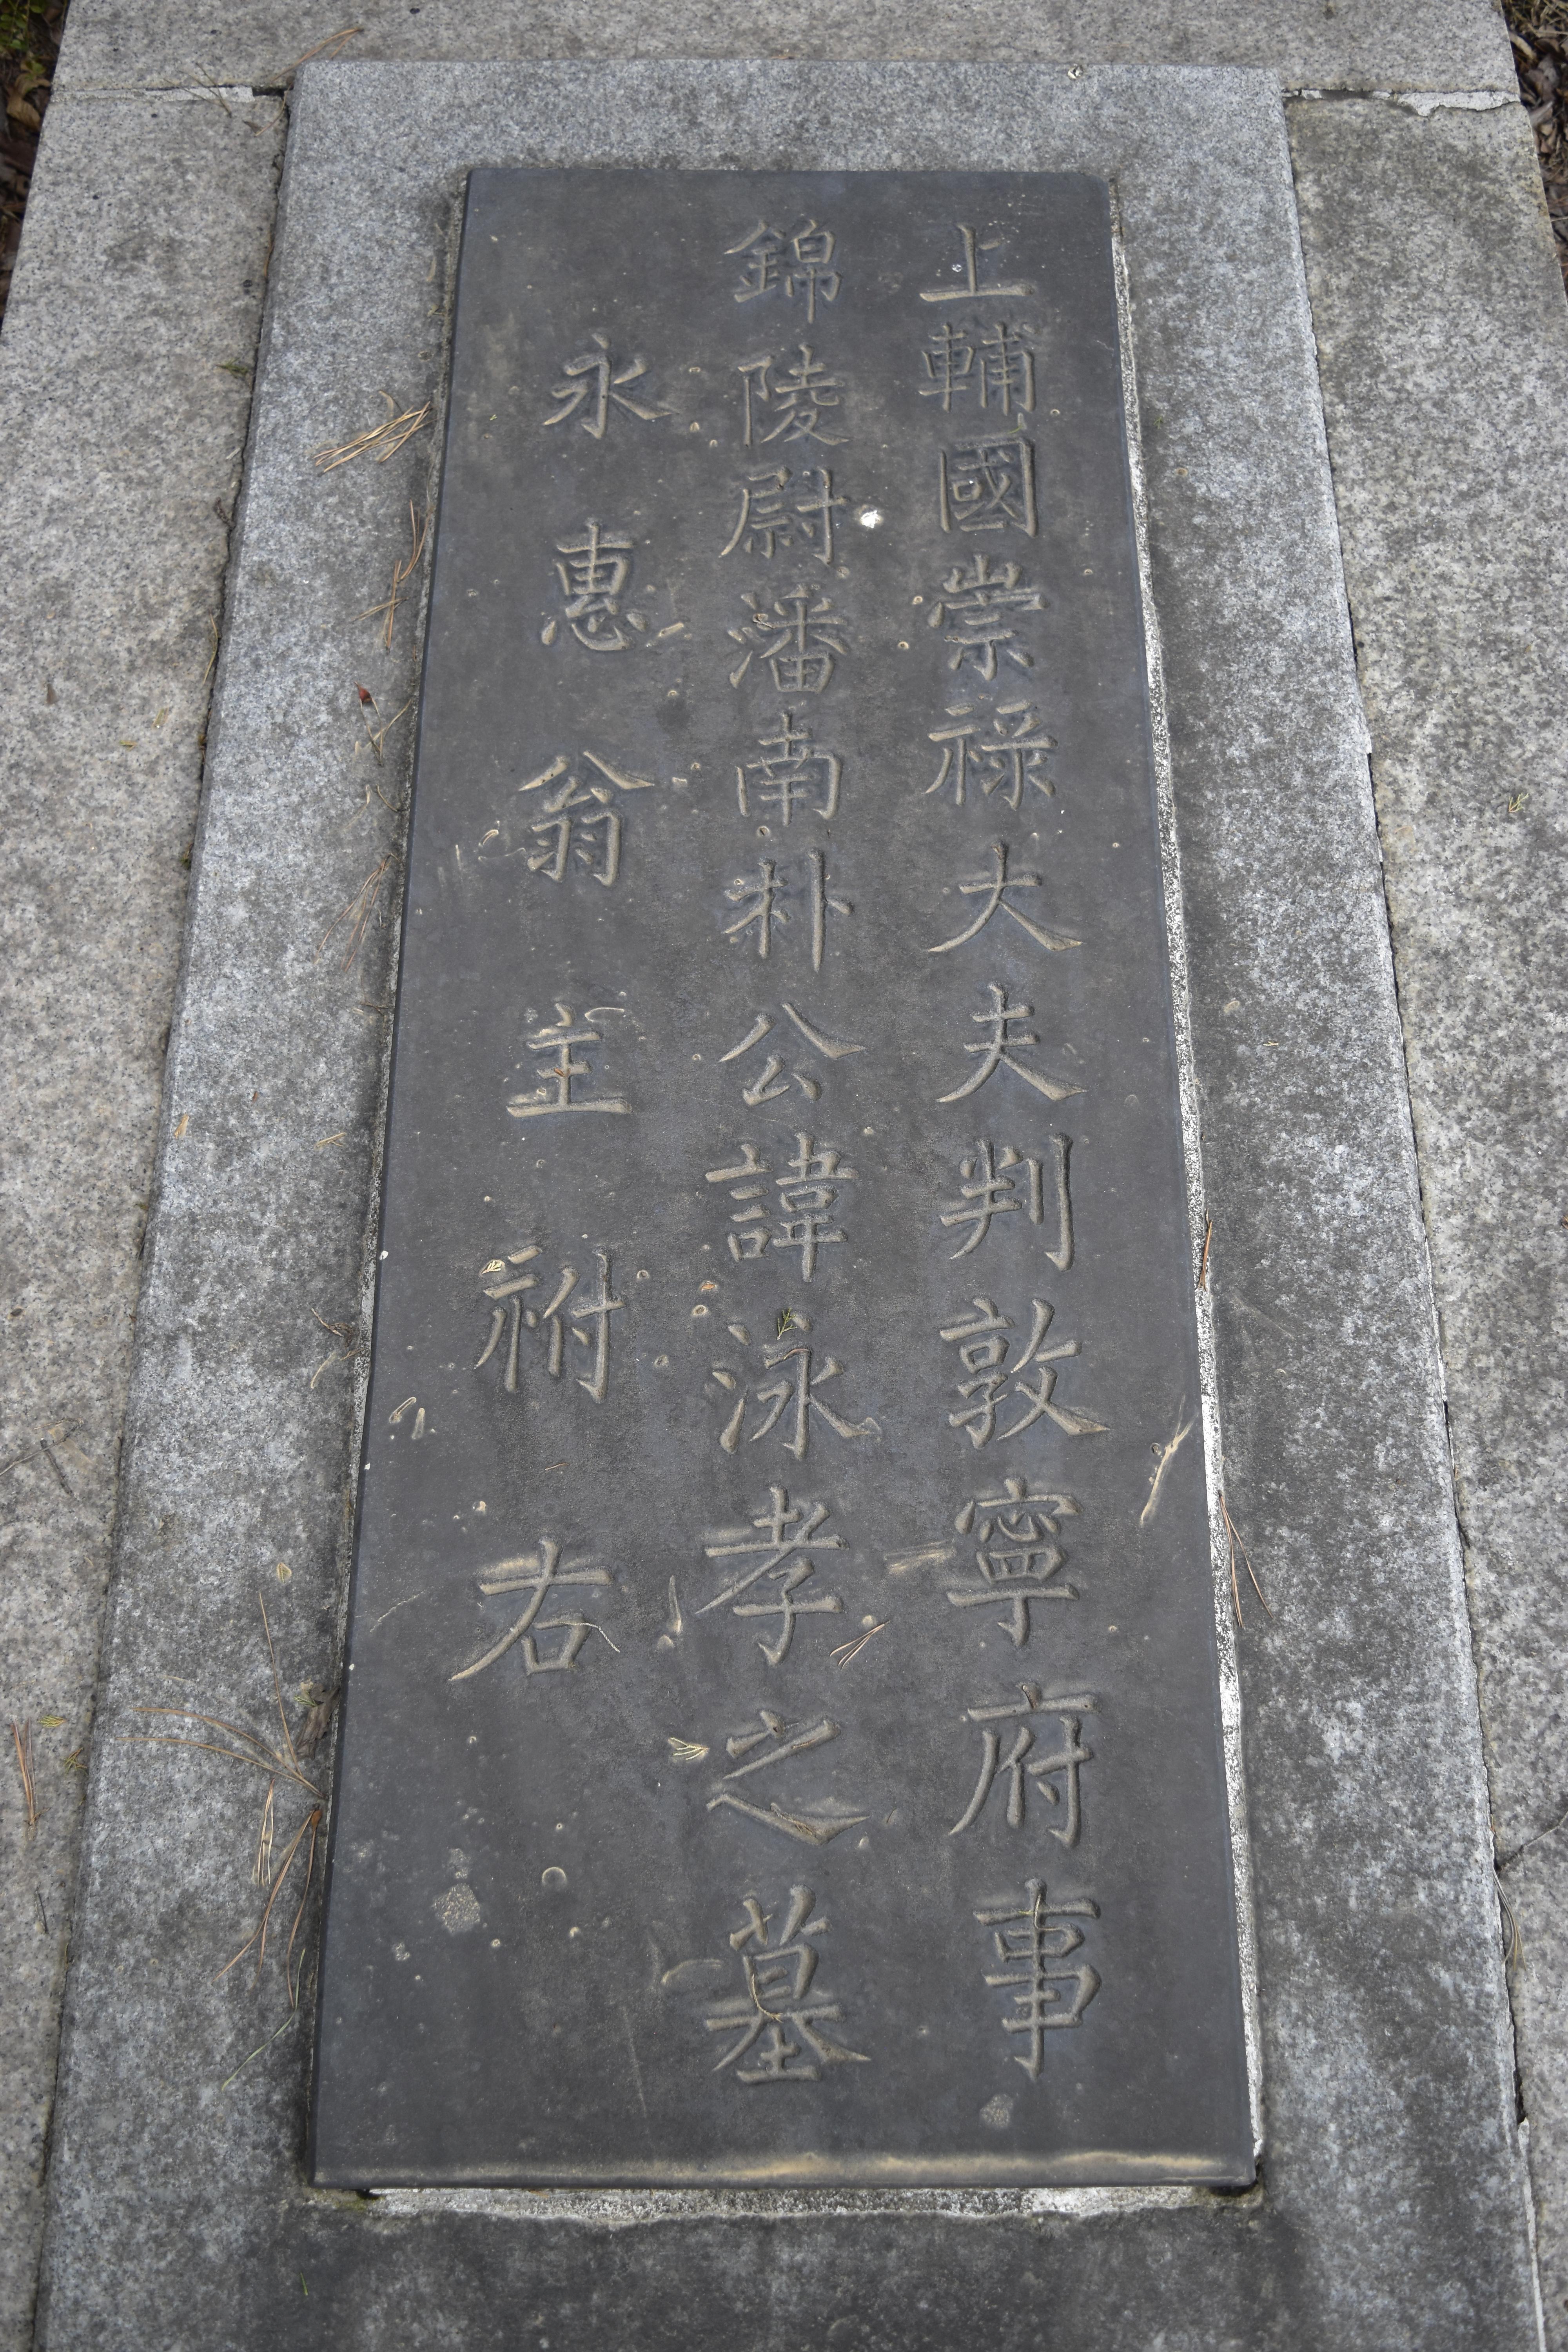 上輔國崇祿大夫判敦寧府事
錦陵尉潘南朴公諱泳孝之墓
永惠翁主祔右